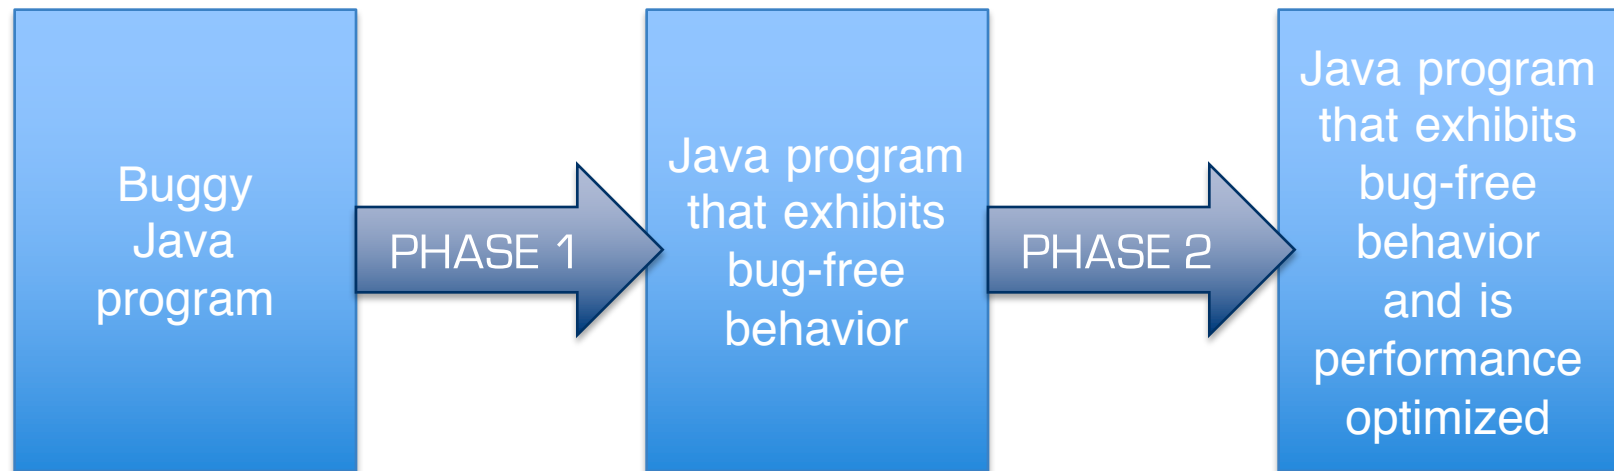 Buggy
Java
program
PHASE 1
Java program
that exhibits
bug-free
behavior
PHASE 2
Java program
that exhibits
bug-free
behavior
and is
performance
optimized